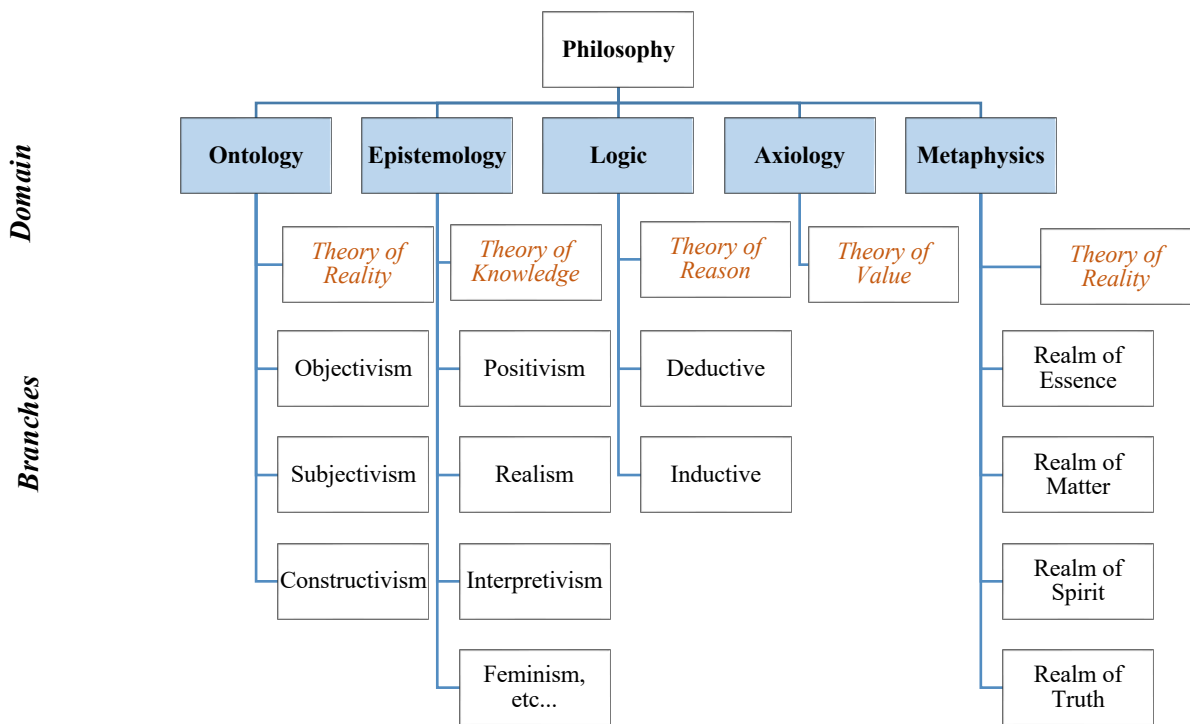 Philosophy
Domain
Ontology
Epistemology
Logic
Axiology
Metaphysics
Theory of
Reality
Theory of
Knowledge
Theory of
Reason
Theory of
Value
Theory of
Reality
Branches
Objectivism
Positivism
Deductive
Realm of
Essence
Subjectivism
Realism
Inductive
Realm of
Matter
Constructivism
Interpretivism
Realm of
Spirit
Feminism,
etc...
Realm of
Truth